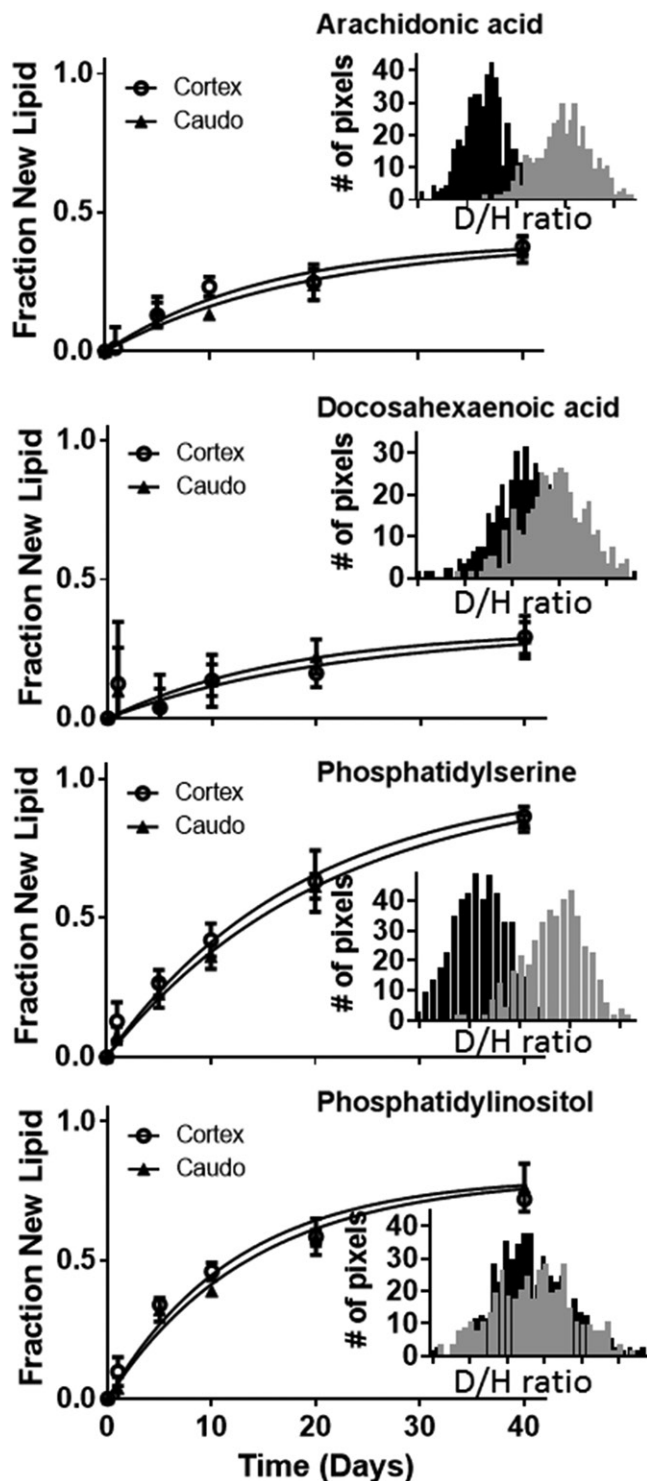 Arachidonic acid
Fraction New Lipid
1.0
0.5
0.0
Cortex
Caudo
# of pixels
40
30
20
10
0
D/H ratio
Docosahexaenoic acid
Fraction New Lipid
1.0
0.5
0.0
Cortex
Caudo
# of pixels
30
20
10
0
D/H ratio
Phosphatidylserine
Fraction New Lipid
1.0
0.5
0.0
Cortex
Caudo
# of pixels
40
30
20
10
0
D/H ratio
Phosphatidylinositol
Fraction New Lipid
1.0
0.5
0.0
Cortex
Caudo
# of pixels
40
30
20
10
0
D/H ratio
0 10 20 30 40
Time (Days)